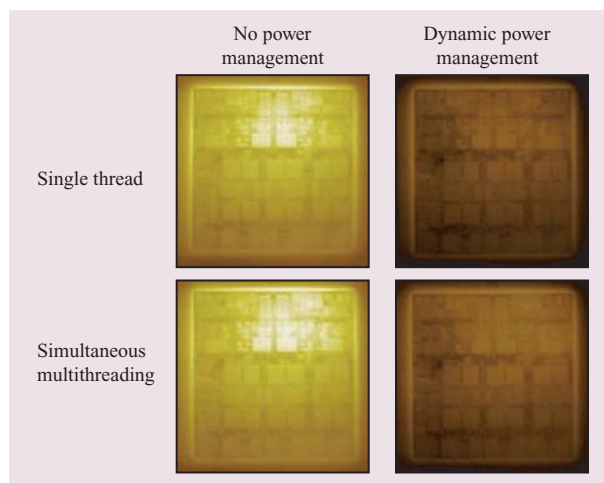 No power
management
Dynamic power
management
Single thread
Simultaneous
multithreading